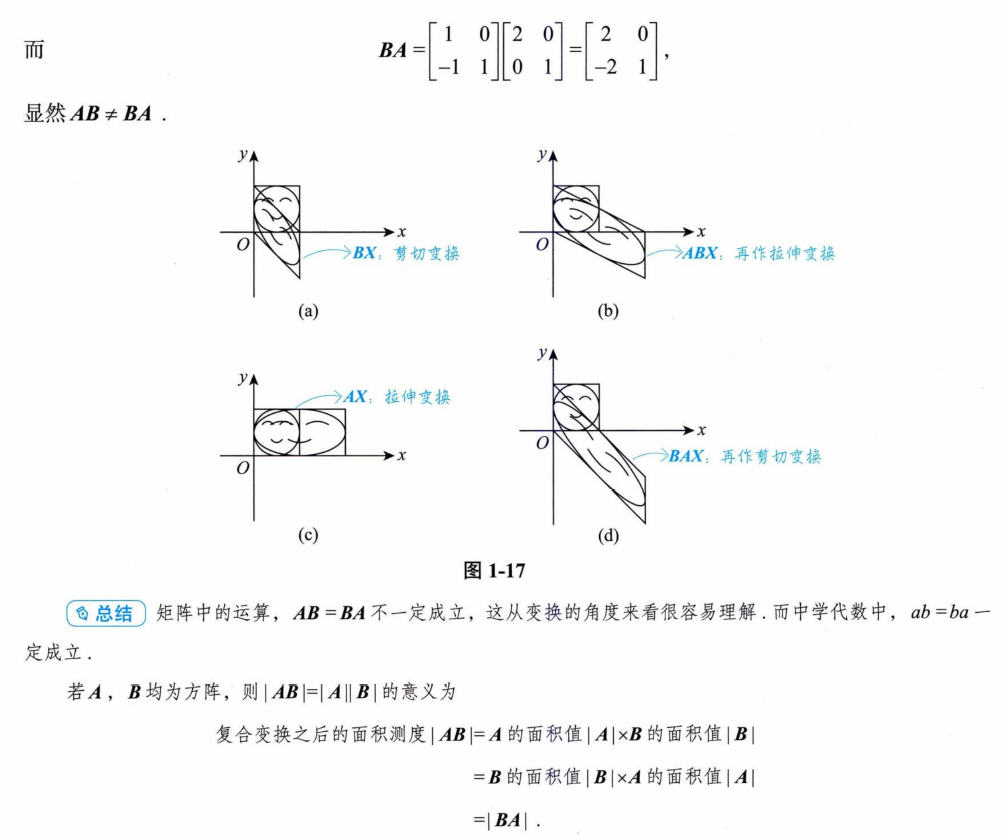 而 BA = [1 0; -1 1][2 0; 0 1] = [2 0; -2 1],
显然 AB ≠ BA .
y
O
x
BX：剪切变换
(a)
y
O
x
ABX：再作拉伸变换
(b)
y
O
x
AX：拉伸变换
(c)
y
O
x
BAX：再作剪切变换
(d)
图 1-17
总结 矩阵中的运算，AB = BA 不一定成立，这从变换的角度来看很容易理解 . 而中学代数中，ab = ba 一
定成立 .
若 A，B 均为方阵，则 | AB |=| A || B | 的意义为
复合变换之后的面积测度 | AB |= A 的面积值 | A |×B 的面积值 | B |
= B 的面积值 | B |×A 的面积值 | A |
=| BA | .